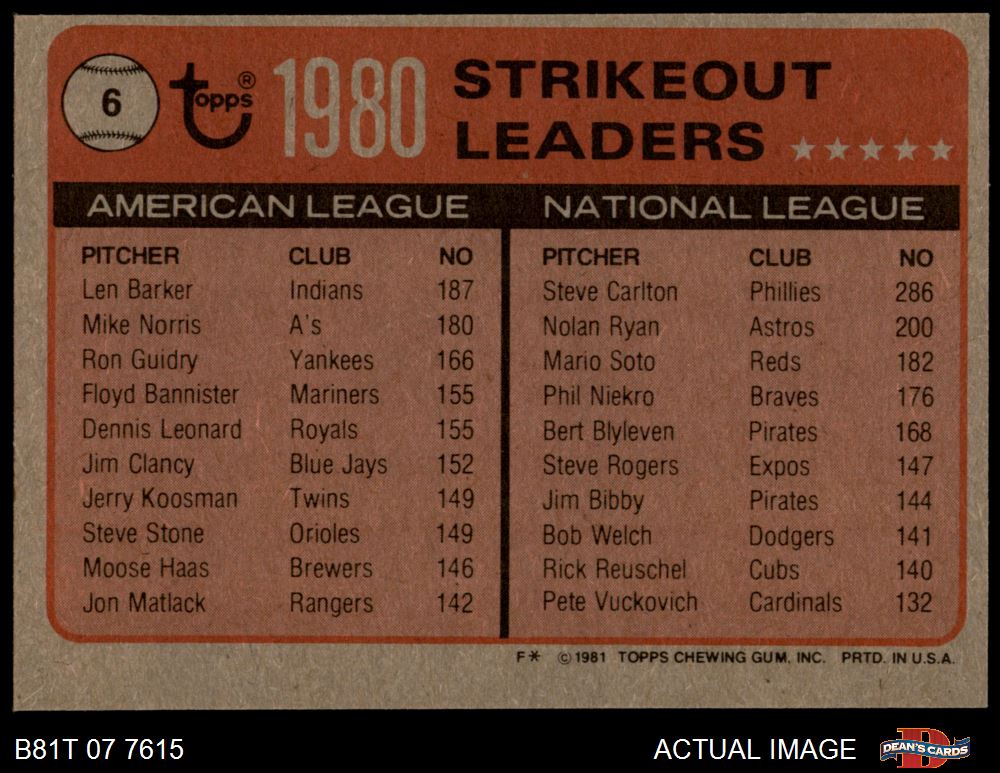 6 Topps® 1980 STRIKEOUT
LEADERS
AMERICAN LEAGUE
PITCHER CLUB NO
Len Barker Indians 187
Mike Norris A's 180
Ron Guidry Yankees 166
Floyd Bannister Mariners 155
Dennis Leonard Royals 155
Jim Clancy Blue Jays 152
Jerry Koosman Twins 149
Steve Stone Orioles 149
Moose Haas Brewers 146
Jon Matlack Rangers 142
NATIONAL LEAGUE
PITCHER CLUB NO
Steve Carlton Phillies 286
Nolan Ryan Astros 200
Mario Soto Reds 182
Phil Niekro Braves 176
Bert Blyleven Pirates 168
Steve Rogers Expos 147
Jim Bibby Pirates 144
Bob Welch Dodgers 141
Rick Reuschel Cubs 140
Pete Vuckovich Cardinals 132
F* ©1981 TOPPS CHEWING GUM, INC. PRTD. IN U.S.A.
B81T 07 7615 ACTUAL IMAGE DEAN'S CARDS